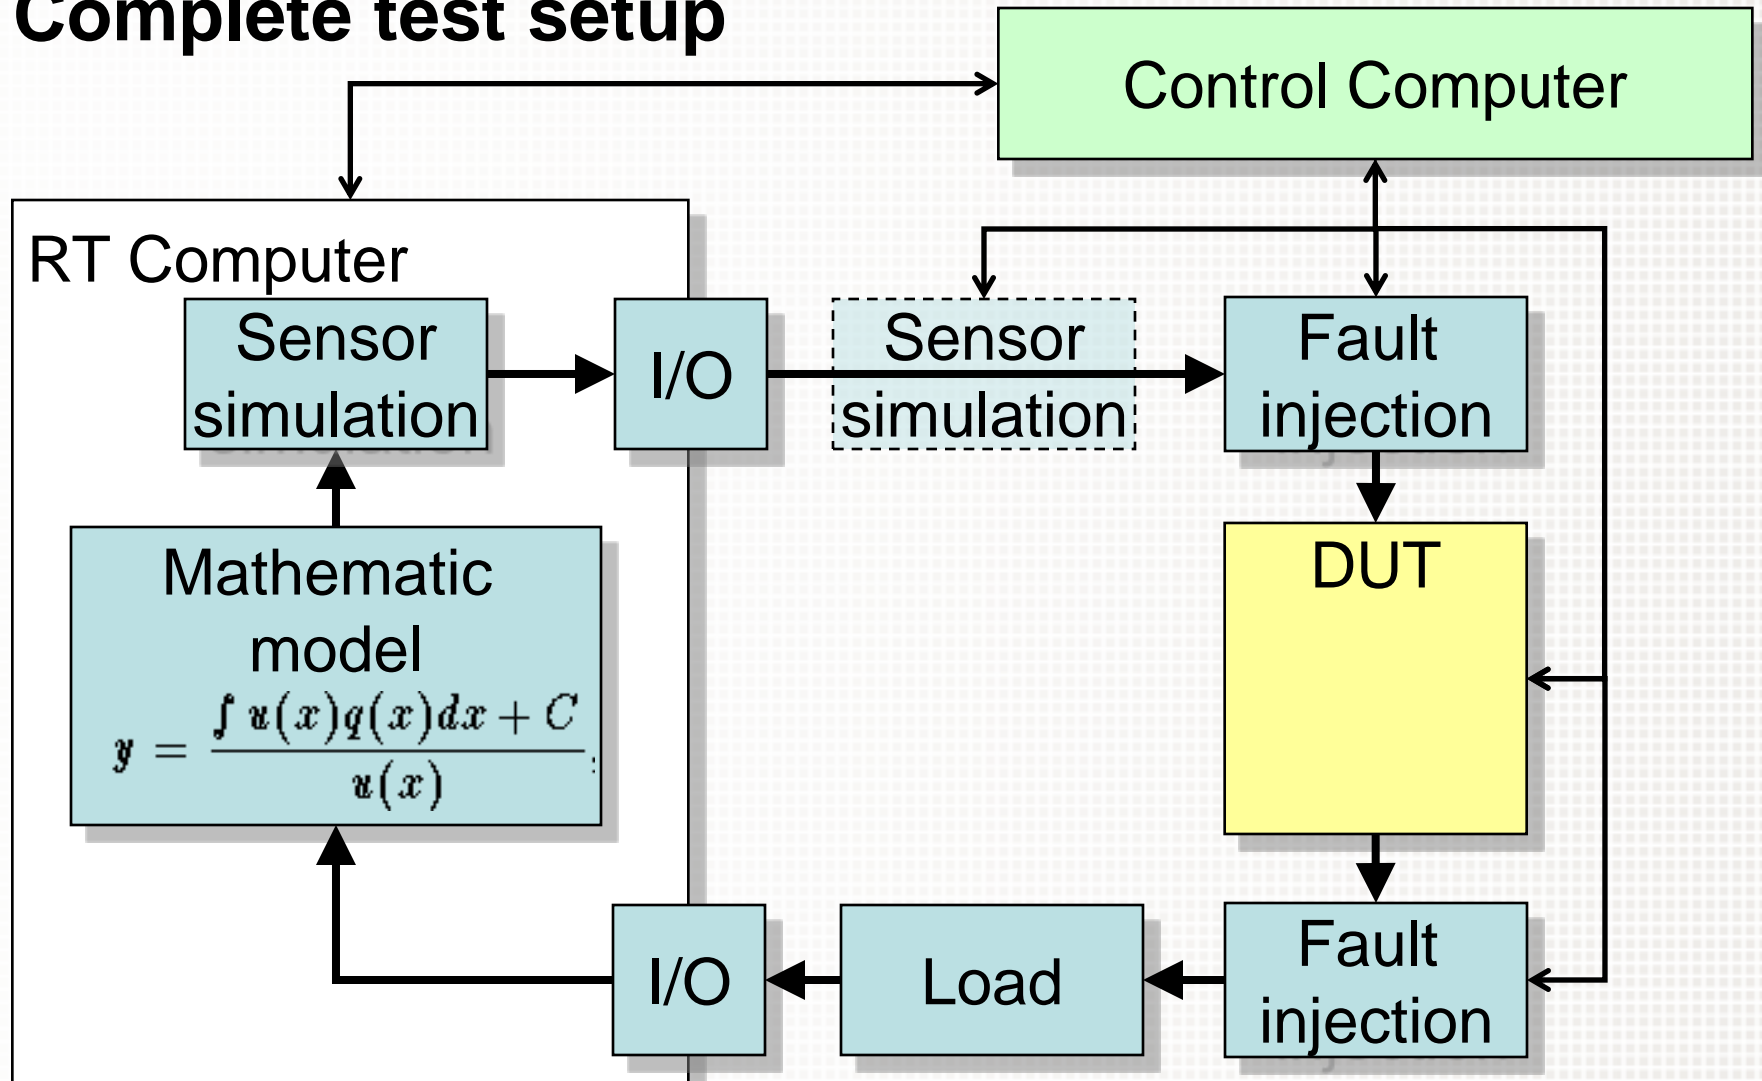 Complete test setup
Control Computer
RT Computer
Sensor
simulation
I/O
Sensor
simulation
Fault
injection
Mathematic
model
y = ∫ u(x)q(x)dx + C / u(x)
DUT
I/O
Load
Fault
injection